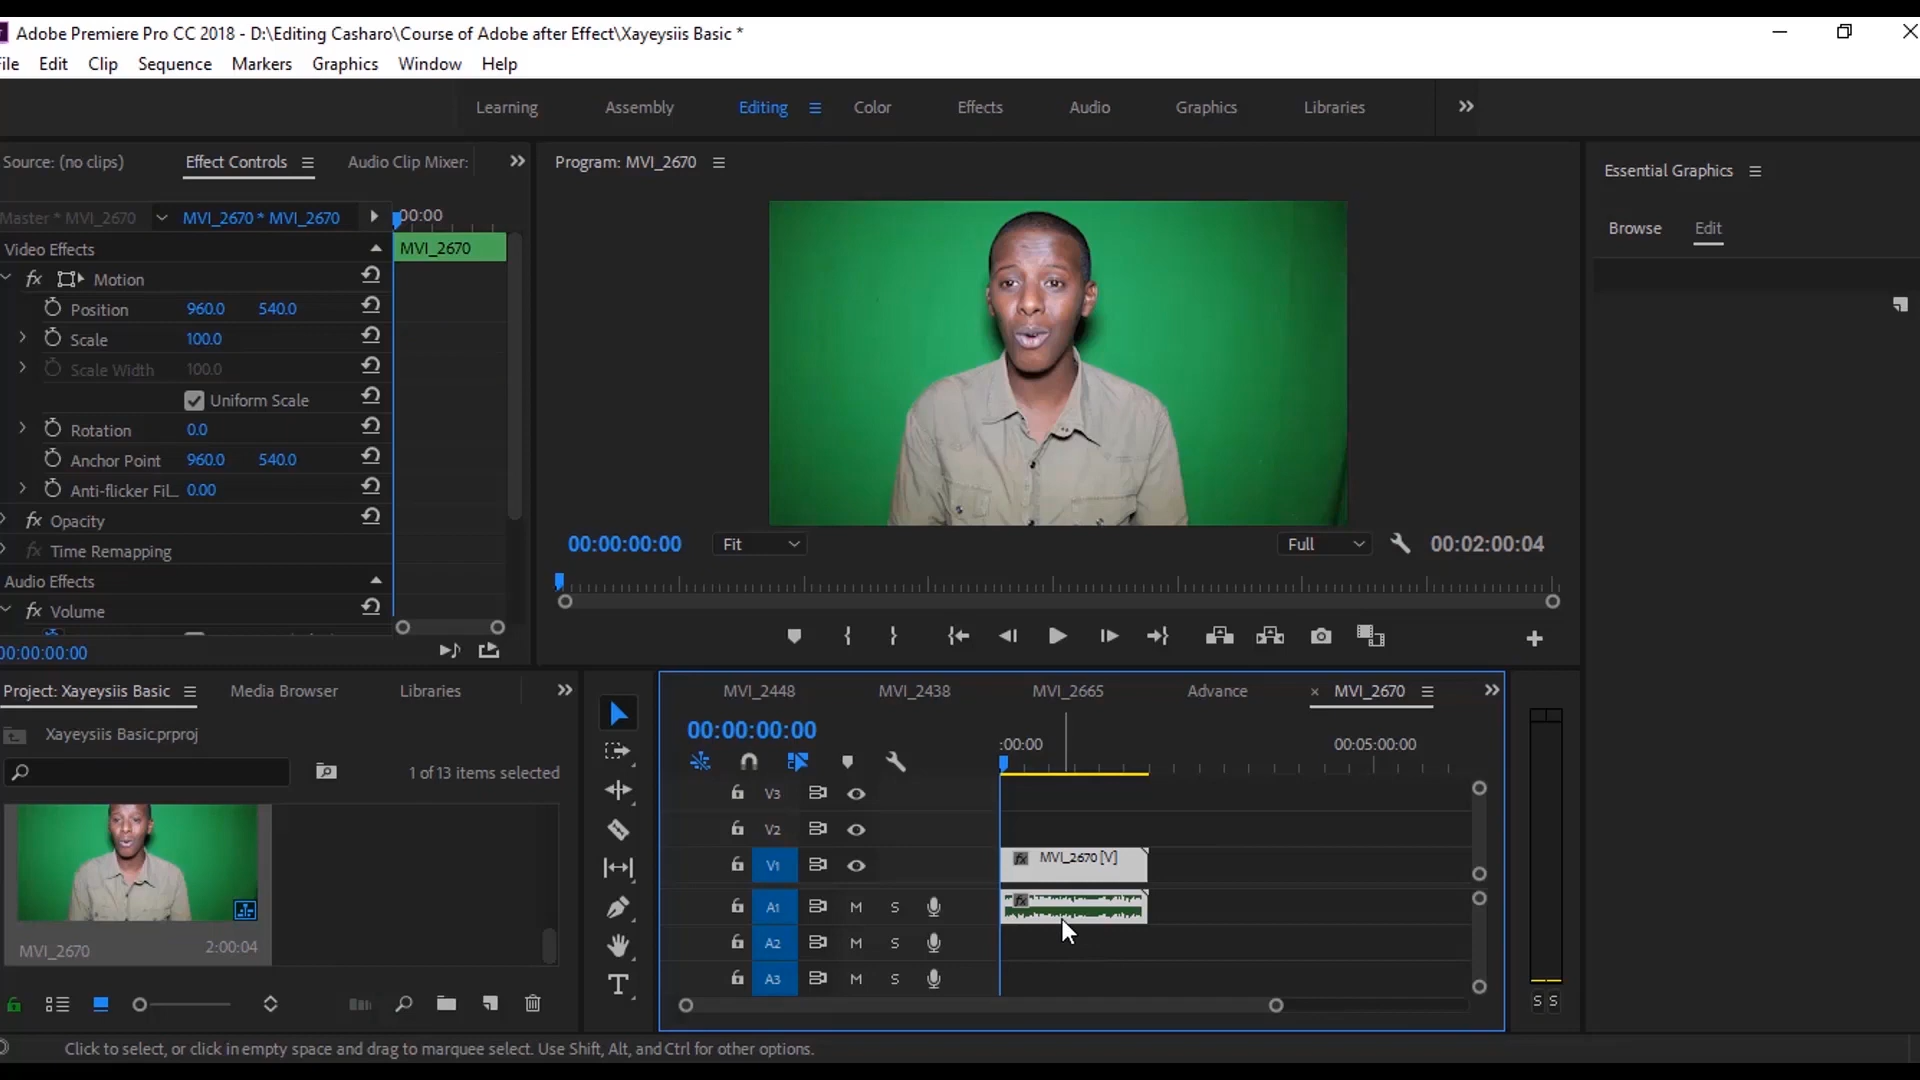 Adobe Premiere Pro CC 2018 - D:\Editing Casharo\Course of Adobe after Effect\Xayeysiis Basic *
ile Edit Clip Sequence Markers Graphics Window Help
Learning Assembly Editing Color Effects Audio Graphics Libraries
Source: (no clips) Effect Controls Audio Clip Mixer:
Program: MVI_2670
Essential Graphics
Browse Edit
Master * MVI_2670 MVI_2670 * MVI_2670
:00:00
Video Effects
MVI_2670
fx Motion
Position 960.0 540.0
Scale 100.0
Scale Width 100.0
Uniform Scale
Rotation 0.0
Anchor Point 960.0 540.0
Anti-flicker Fil... 0.00
fx Opacity
fx Time Remapping
Audio Effects
fx Volume
00:00:00:00
00:00:00:00 Fit Full 00:02:00:04
Project: Xayeysiis Basic Media Browser Libraries
Xayeysiis Basic.prproj
1 of 13 items selected
MVI_2670 2:00:04
T
MVI_2448 MVI_2438 MVI_2665 Advance × MVI_2670
00:00:00:00
:00:00 00:05:00:00
V3
V2
V1 fx MVI_2670 [V]
A1 M S fx
A2 M S
A3 M S
S S
Click to select, or click in empty space and drag to marquee select. Use Shift, Alt, and Ctrl for other options.